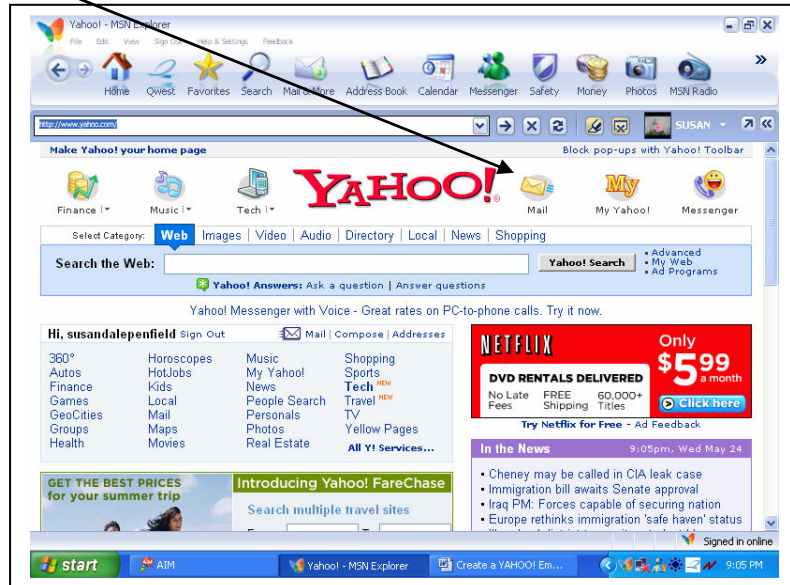 Yahoo! - MSN Explorer
File Edit View Sign Out Help & Settings Feedback
Home Qwest Favorites Search Mail & More Address Book Calendar Messenger Safety Money Photos MSN Radio
http://www.yahoo.com/ SUSAN
Make Yahoo! your home page Block pop-ups with Yahoo! Toolbar
YAHOO!
Finance Music Tech Mail My Yahoo! Messenger
My
Select Category: Web Images Video Audio Directory Local News Shopping
Search the Web: Yahoo! Search
Advanced
My Web
Ad Programs
Yahoo! Answers: Ask a question | Answer questions
Yahoo! Messenger with Voice - Great rates on PC-to-phone calls. Try it now.
Hi, susandalepenfield Sign Out Mail | Compose | Addresses
360° Horoscopes Music Shopping
Autos HotJobs My Yahoo! Sports
Finance Kids News Tech NEW
Games Local People Search Travel NEW
GeoCities Mail Personals TV
Groups Maps Photos Yellow Pages
Health Movies Real Estate All Y! Services...
NETFLIX Only
$5.99 a month
DVD RENTALS DELIVERED
No Late Fees FREE Shipping 60,000+ Titles
Click here
Try Netflix for Free - Ad Feedback
In the News 9:05pm, Wed May 24
• Cheney may be called in CIA leak case
• Immigration bill awaits Senate approval
• Iraq PM: Forces capable of securing nation
• Europe rethinks immigration 'safe haven' status
GET THE BEST PRICES
for your summer trip
Introducing Yahoo! FareChase
Search multiple travel sites
Signed in online
start AIM Yahoo! - MSN Explorer Create a YAHOO! Em... 9:05 PM